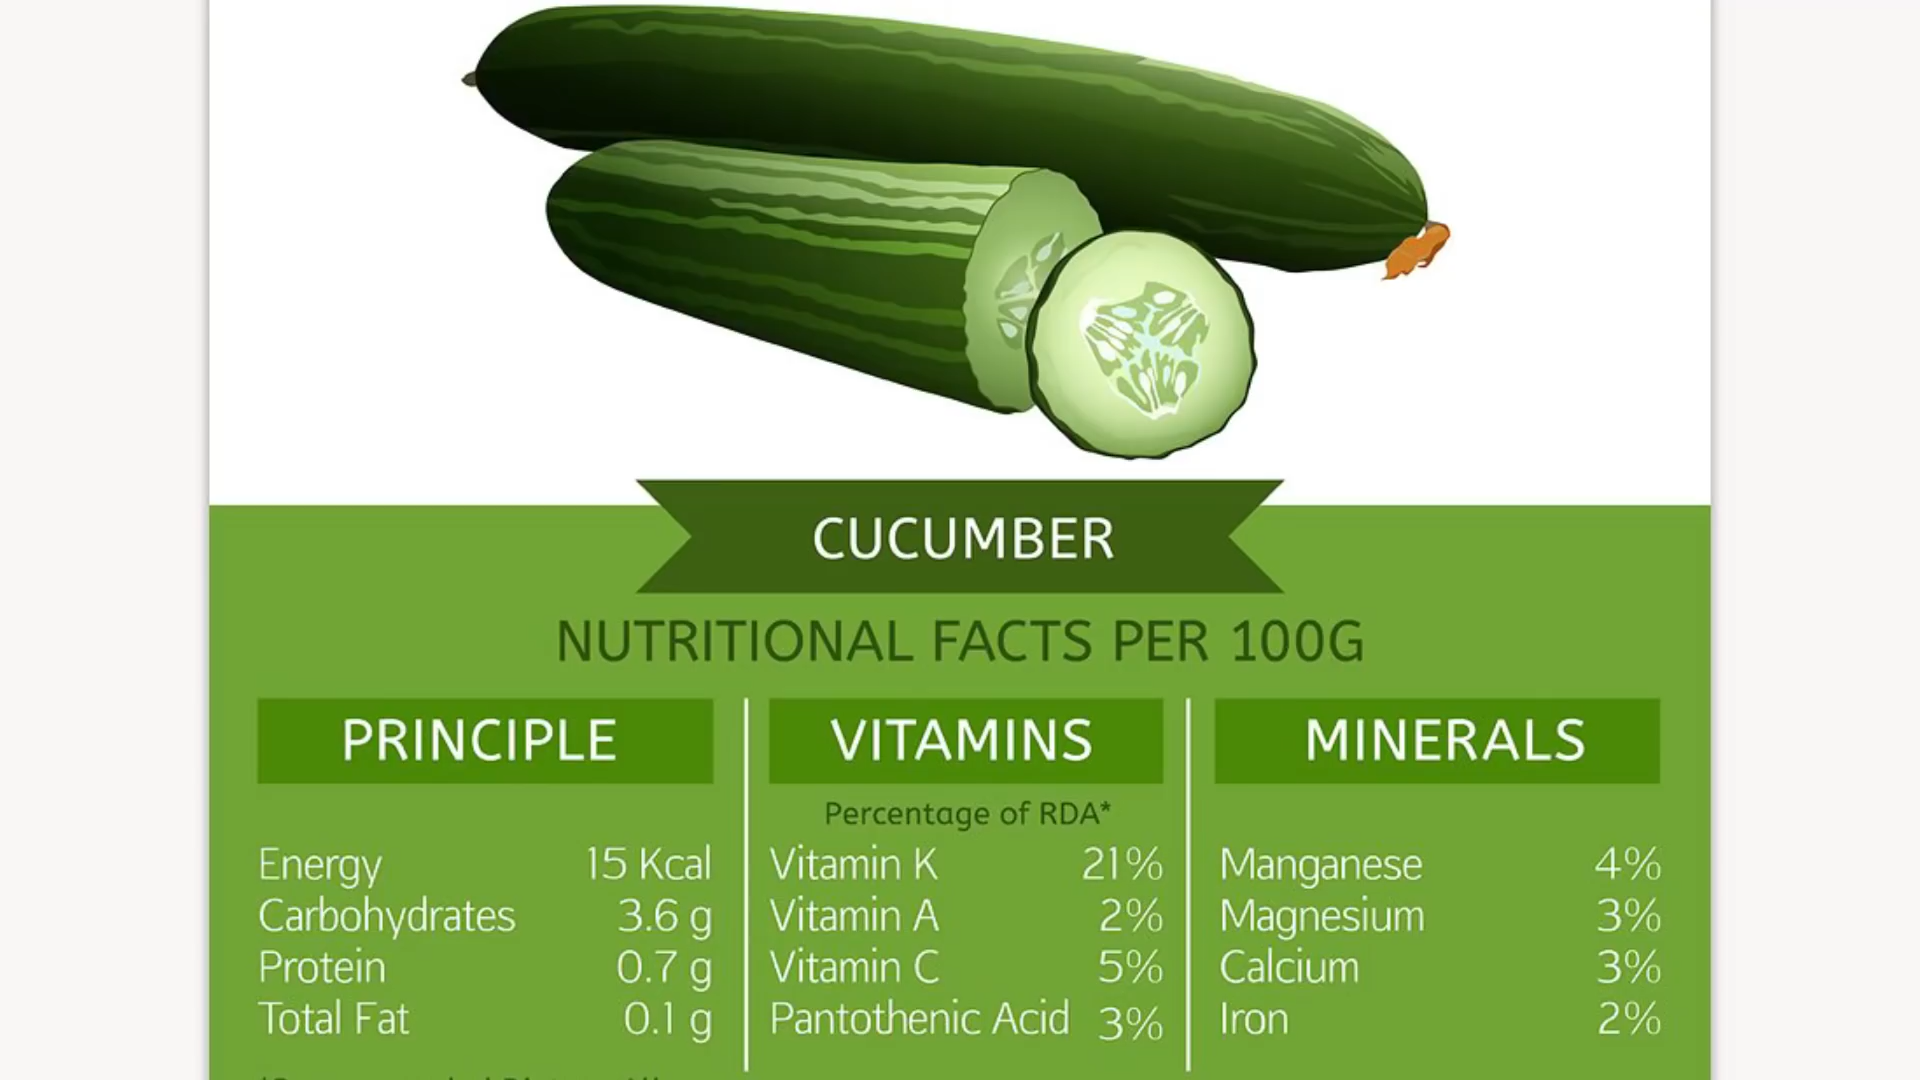 CUCUMBER
NUTRITIONAL FACTS PER 100G
PRINCIPLE
Energy 15 Kcal
Carbohydrates 3.6 g
Protein 0.7 g
Total Fat 0.1 g
VITAMINS
Percentage of RDA*
Vitamin K 21%
Vitamin A 2%
Vitamin C 5%
Pantothenic Acid 3%
MINERALS
Manganese 4%
Magnesium 3%
Calcium 3%
Iron 2%